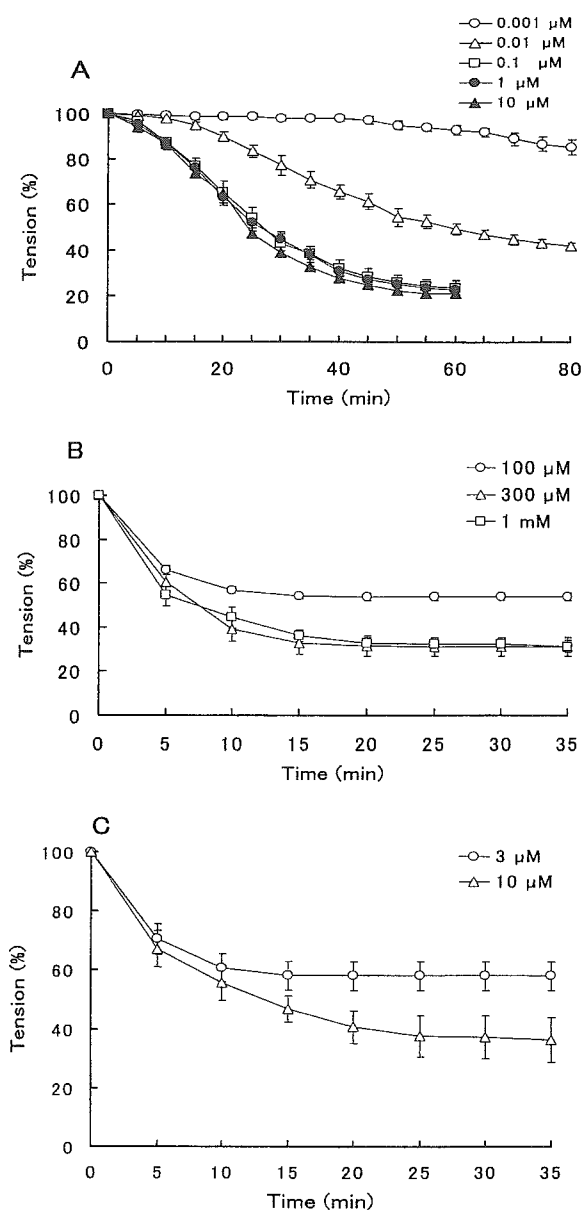 0.001 μM
0.01 μM
0.1 μM
1 μM
10 μM
A
100
80
60
40
20
0
Tension (%)
0 20 40 60 80
Time (min)
B
100 μM
300 μM
1 mM
100
80
60
40
20
0
Tension (%)
0 5 10 15 20 25 30 35
Time (min)
C
3 μM
10 μM
100
80
60
40
20
0
Tension (%)
0 5 10 15 20 25 30 35
Time (min)